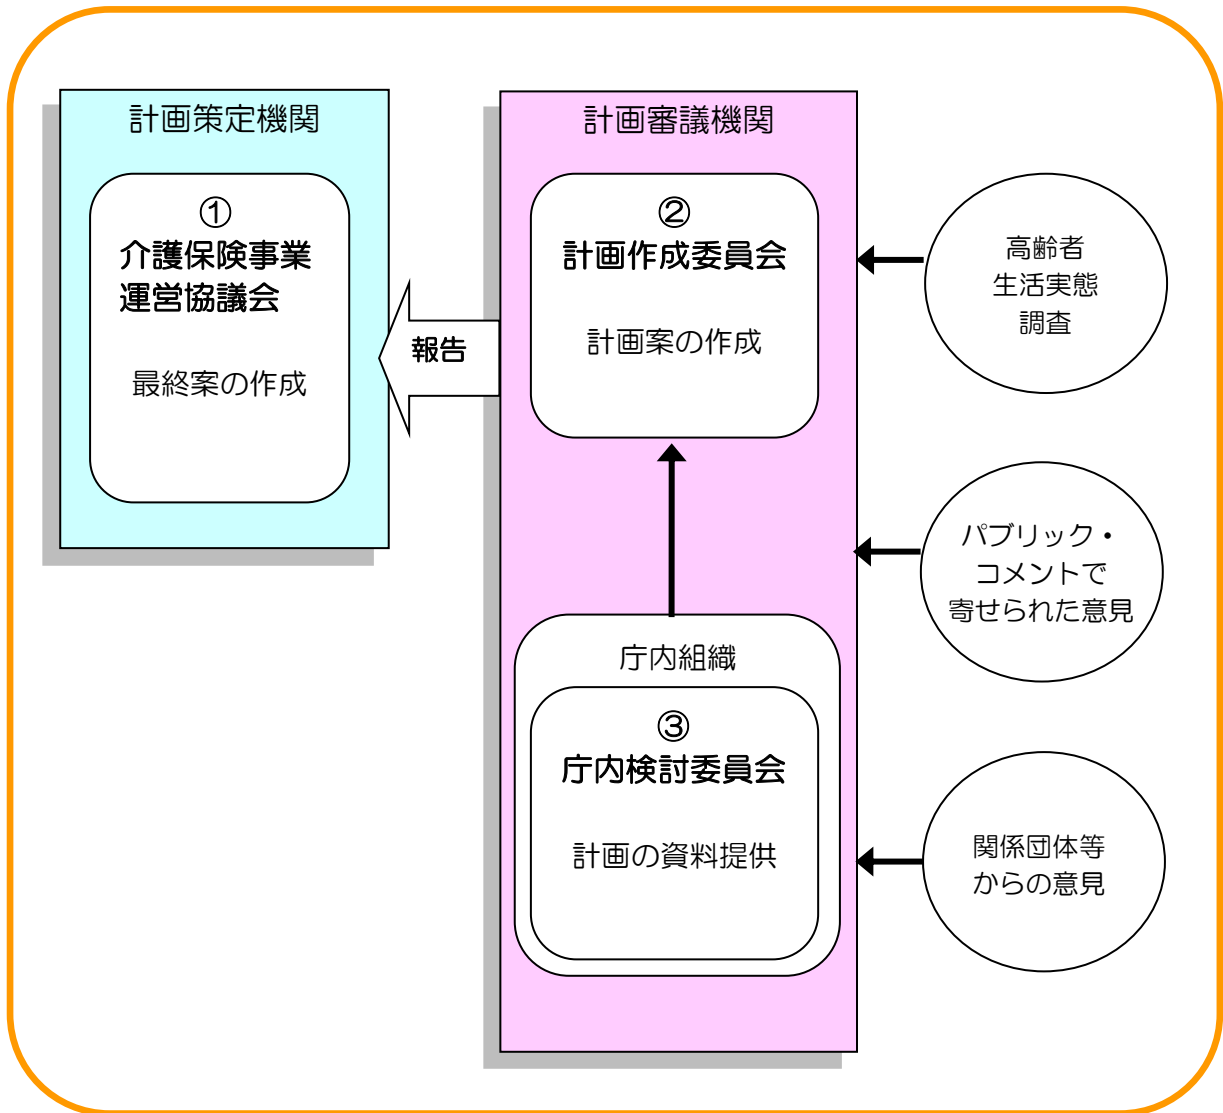 計画策定機関
①
介護保険事業
運営協議会
最終案の作成
報告
計画審議機関
②
計画作成委員会
計画案の作成
庁内組織
③
庁内検討委員会
計画の資料提供
高齢者
生活実態
調査
パブリック・
コメントで
寄せられた意見
関係団体等
からの意見